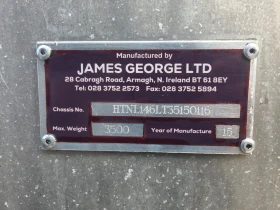 Manufactured by
JAMES GEORGE LTD
28 Cabragh Road, Armagh, N. Ireland BT 61 8EY
Tel: 028 3752 2573 Fax: 028 3752 5894
Chassis No. HTNL146LT35150116
Max. Weight 3500 Year of Manufacture 15